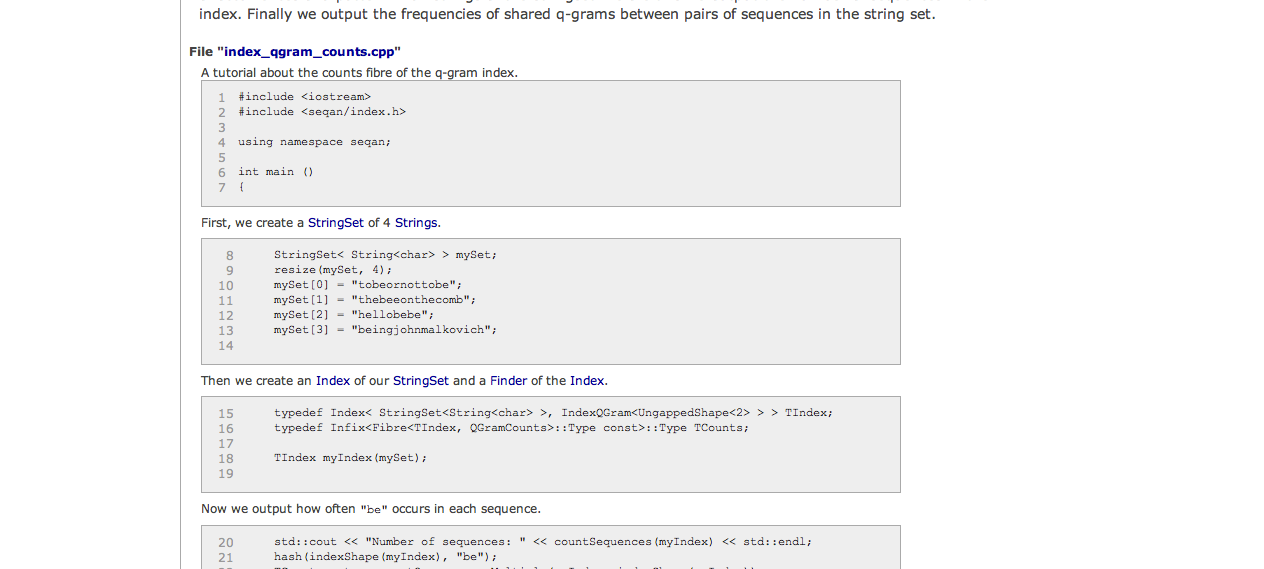 index. Finally we output the frequencies of shared q-grams between pairs of sequences in the string set.
File "index_qgram_counts.cpp"
A tutorial about the counts fibre of the q-gram index.
1 #include <iostream>
2 #include <seqan/index.h>
3
4 using namespace seqan;
5
6 int main ()
7 {
First, we create a StringSet of 4 Strings.
8 StringSet< String<char> > mySet;
9 resize(mySet, 4);
10 mySet[0] = "tobeornottobe";
11 mySet[1] = "thebeeonthecomb";
12 mySet[2] = "hellobebe";
13 mySet[3] = "beingjohnmalkovich";
14
Then we create an Index of our StringSet and a Finder of the Index.
15 typedef Index< StringSet<String<char> >, IndexQGram<UngappedShape<2> > > TIndex;
16 typedef Infix<Fibre<TIndex, QGramCounts>::Type const>::Type TCounts;
17
18 TIndex myIndex(mySet);
19
Now we output how often "be" occurs in each sequence.
20 std::cout << "Number of sequences: " << countSequences(myIndex) << std::endl;
21 hash(indexShape(myIndex), "be");